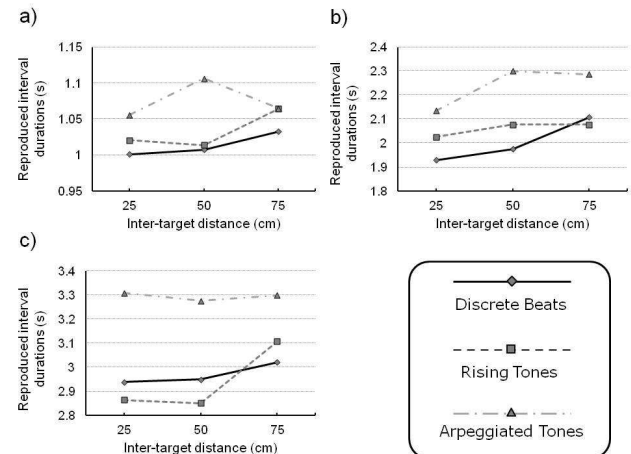 a)
Reproduced interval
durations (s)
1.15
1.1
1.05
1
0.95
25
50
75
Inter-target distance (cm)
b)
Reproduced interval
durations (s)
2.4
2.3
2.2
2.1
2
1.9
1.8
25
50
75
Inter-target distance (cm)
c)
Reproduced interval
durations (s)
3.4
3.3
3.2
3.1
3
2.9
2.8
25
50
75
Inter-target distance (cm)
Discrete Beats
Rising Tones
Arpeggiated Tones